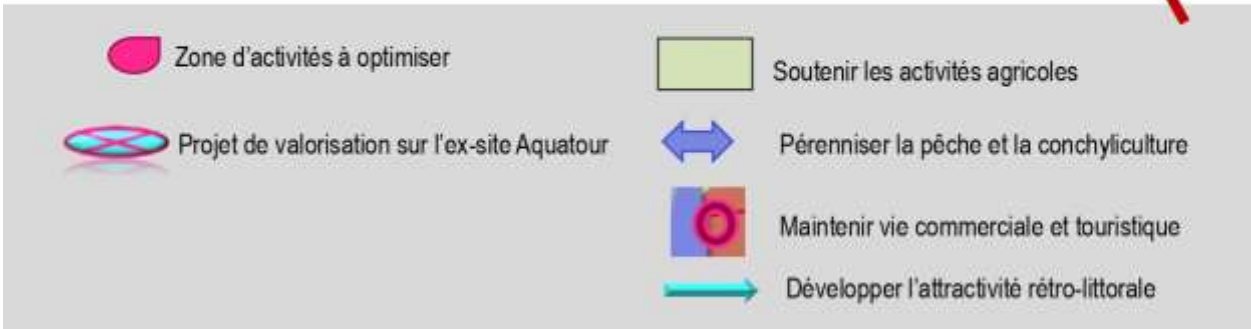 Zone d'activités à optimiser
Projet de valorisation sur l'ex-site Aquatour
Soutenir les activités agricoles
Pérenniser la pêche et la conchyliculture
Maintenir vie commerciale et touristique
Développer l'attractivité rétro-littorale